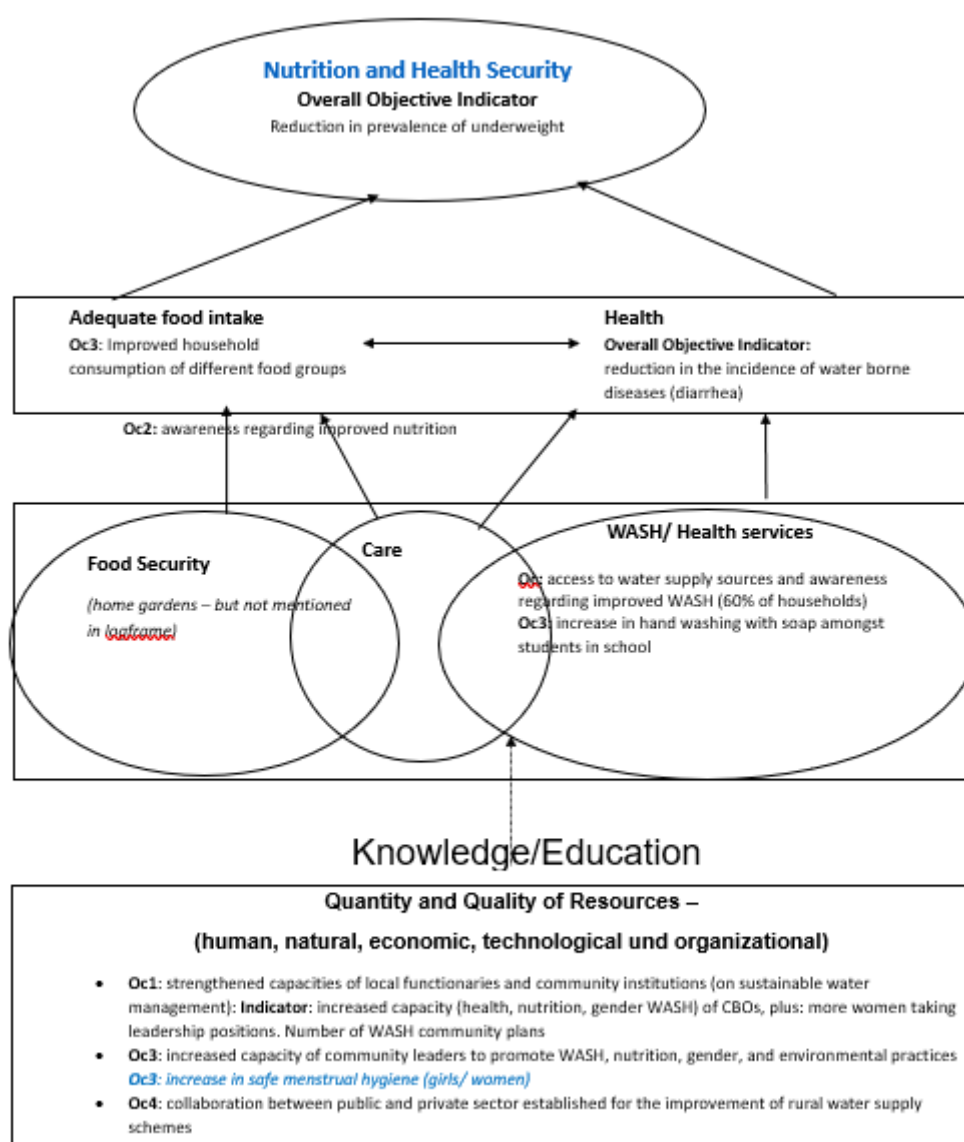 Nutrition and Health Security
Overall Objective Indicator
Reduction in prevalence of underweight
Adequate food intake
Oc3: Improved household
consumption of different food groups
Health
Overall Objective Indicator:
reduction in the incidence of water borne
diseases (diarrhea)
Oc2: awareness regarding improved nutrition
Food Security
(home gardens – but not mentioned
in logframe)
Care
WASH/ Health services
Oc: access to water supply sources and awareness
regarding improved WASH (60% of households)
Oc3: increase in hand washing with soap amongst
students in school
Knowledge/Education
Quantity and Quality of Resources –
(human, natural, economic, technological und organizational)
• Oc1: strengthened capacities of local functionaries and community institutions (on sustainable water
management): Indicator: increased capacity (health, nutrition, gender WASH) of CBOs, plus: more women taking
leadership positions. Number of WASH community plans
• Oc3: increased capacity of community leaders to promote WASH, nutrition, gender, and environmental practices
Oc3: increase in safe menstrual hygiene (girls/ women)
• Oc4: collaboration between public and private sector established for the improvement of rural water supply
schemes